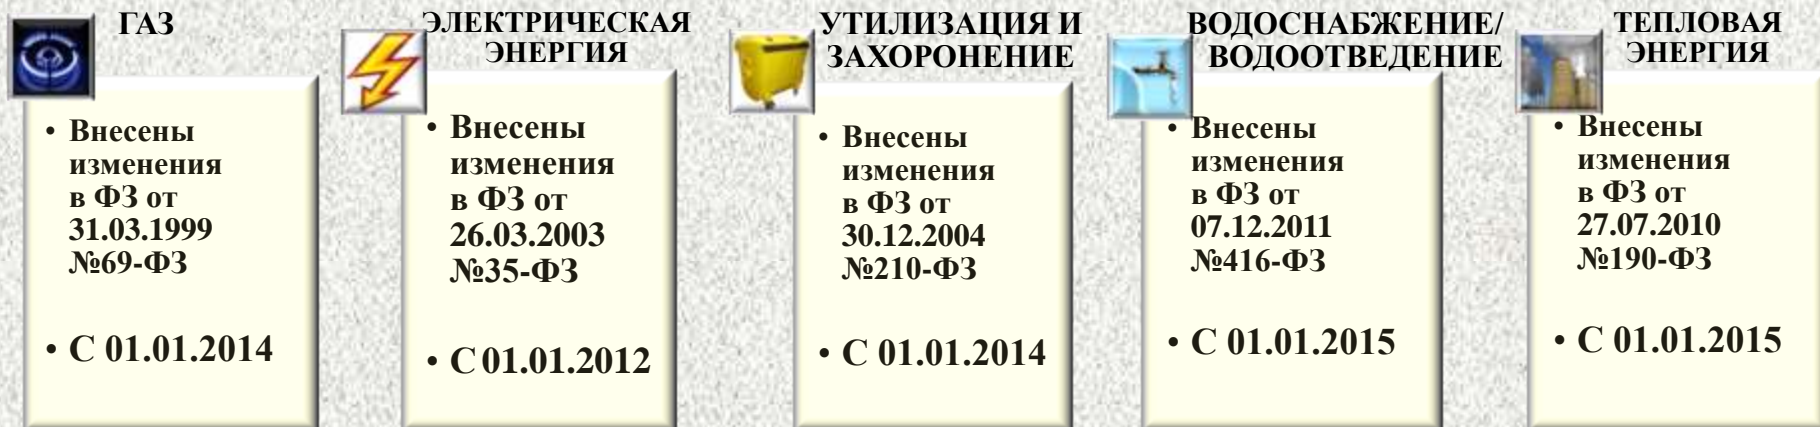 ГАЗ
• Внесены
изменения
в ФЗ от
31.03.1999
№69-ФЗ
• С 01.01.2014
ЭЛЕКТРИЧЕСКАЯ
ЭНЕРГИЯ
• Внесены
изменения
в ФЗ от
26.03.2003
№35-ФЗ
• С 01.01.2012
УТИЛИЗАЦИЯ И
ЗАХОРОНЕНИЕ
• Внесены
изменения
в ФЗ от
30.12.2004
№210-ФЗ
• С 01.01.2014
ВОДОСНАБЖЕНИЕ/
ВОДООТВЕДЕНИЕ
• Внесены
изменения
в ФЗ от
07.12.2011
№416-ФЗ
• С 01.01.2015
ТЕПЛОВАЯ
ЭНЕРГИЯ
• Внесены
изменения
в ФЗ от
27.07.2010
№190-ФЗ
• С 01.01.2015